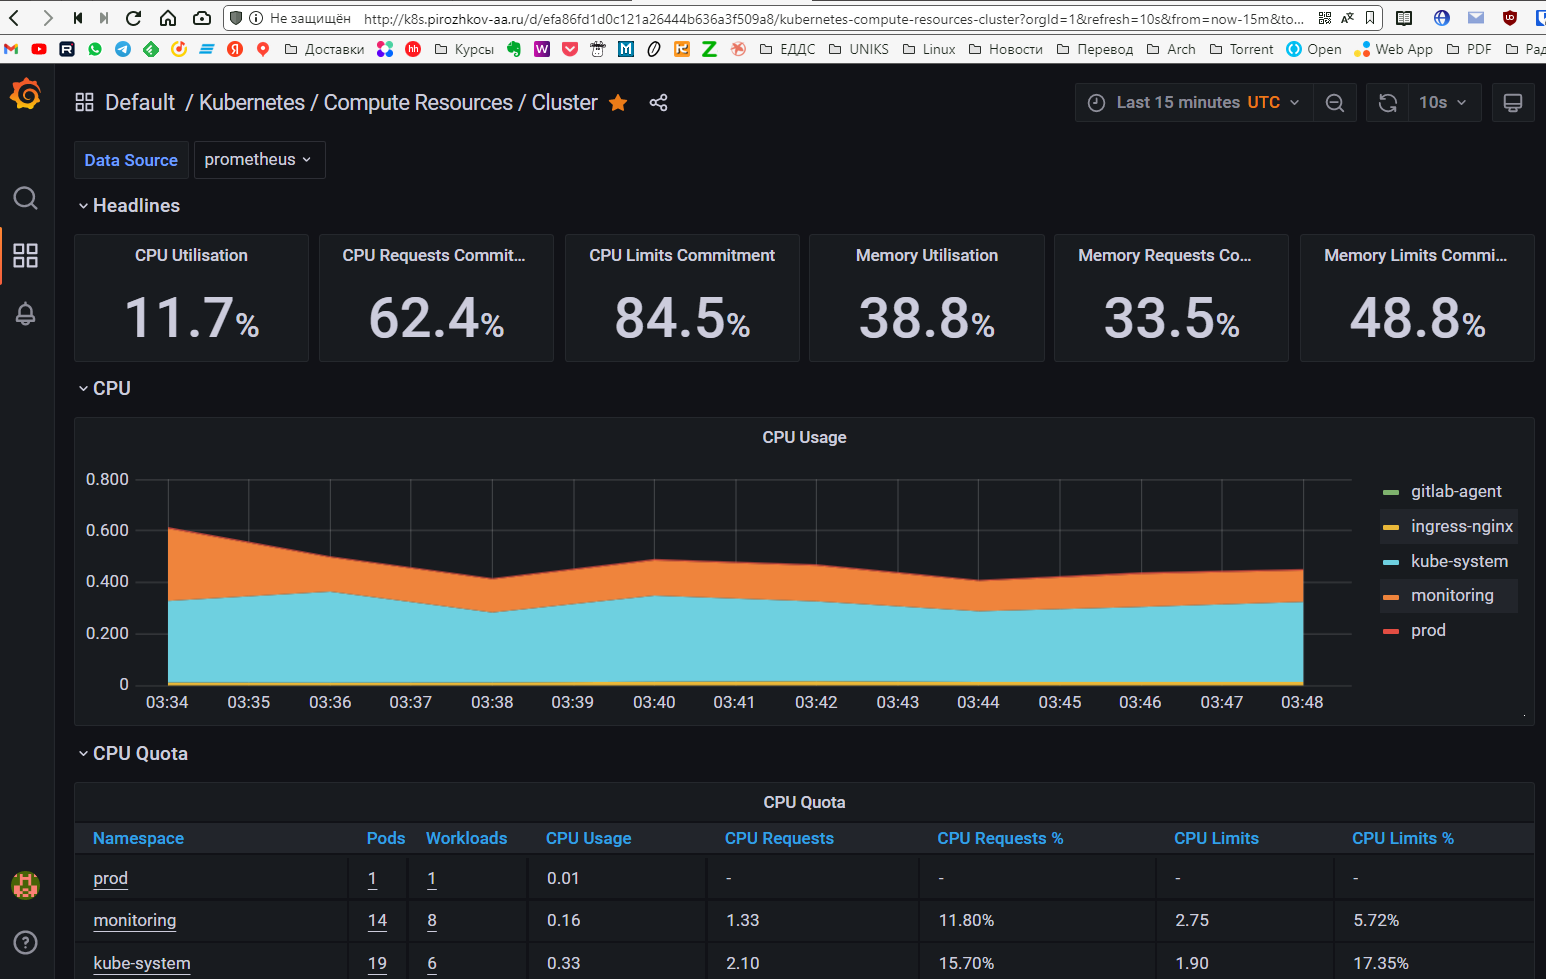 Не защищён http://k8s.pirozhkov-aa.ru/d/efa86fd1d0c121a26444b636a3f509a8/kubernetes-compute-resources-cluster?orgId=1&refresh=10s&from=now-15m&to...
Доставки Курсы ЕДДС UNIKS Linux Новости Перевод Arch Torrent Open Web App PDF Рад
Default / Kubernetes / Compute Resources / Cluster Last 15 minutes UTC 10s
Data Source prometheus
Headlines
CPU Utilisation CPU Requests Commit... CPU Limits Commitment Memory Utilisation Memory Requests Co... Memory Limits Commi...
11.7% 62.4% 84.5% 38.8% 33.5% 48.8%
CPU
CPU Usage
0.800
0.600
0.400
0.200
0
03:34 03:35 03:36 03:37 03:38 03:39 03:40 03:41 03:42 03:43 03:44 03:45 03:46 03:47 03:48
gitlab-agent
ingress-nginx
kube-system
monitoring
prod
CPU Quota
CPU Quota
Namespace Pods Workloads CPU Usage CPU Requests CPU Requests % CPU Limits CPU Limits %
prod 1 1 0.01 - - - -
monitoring 14 8 0.16 1.33 11.80% 2.75 5.72%
kube-system 19 6 0.33 2.10 15.70% 1.90 17.35%